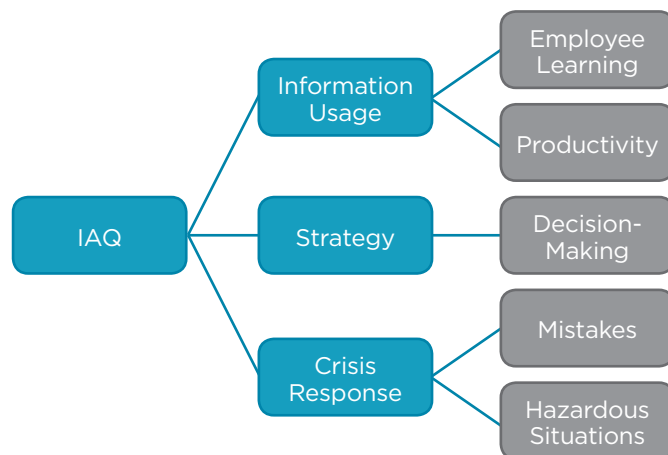 Employee
Learning
Information
Usage
Productivity
IAQ
Strategy
Decision-
Making
Mistakes
Crisis
Response
Hazardous
Situations